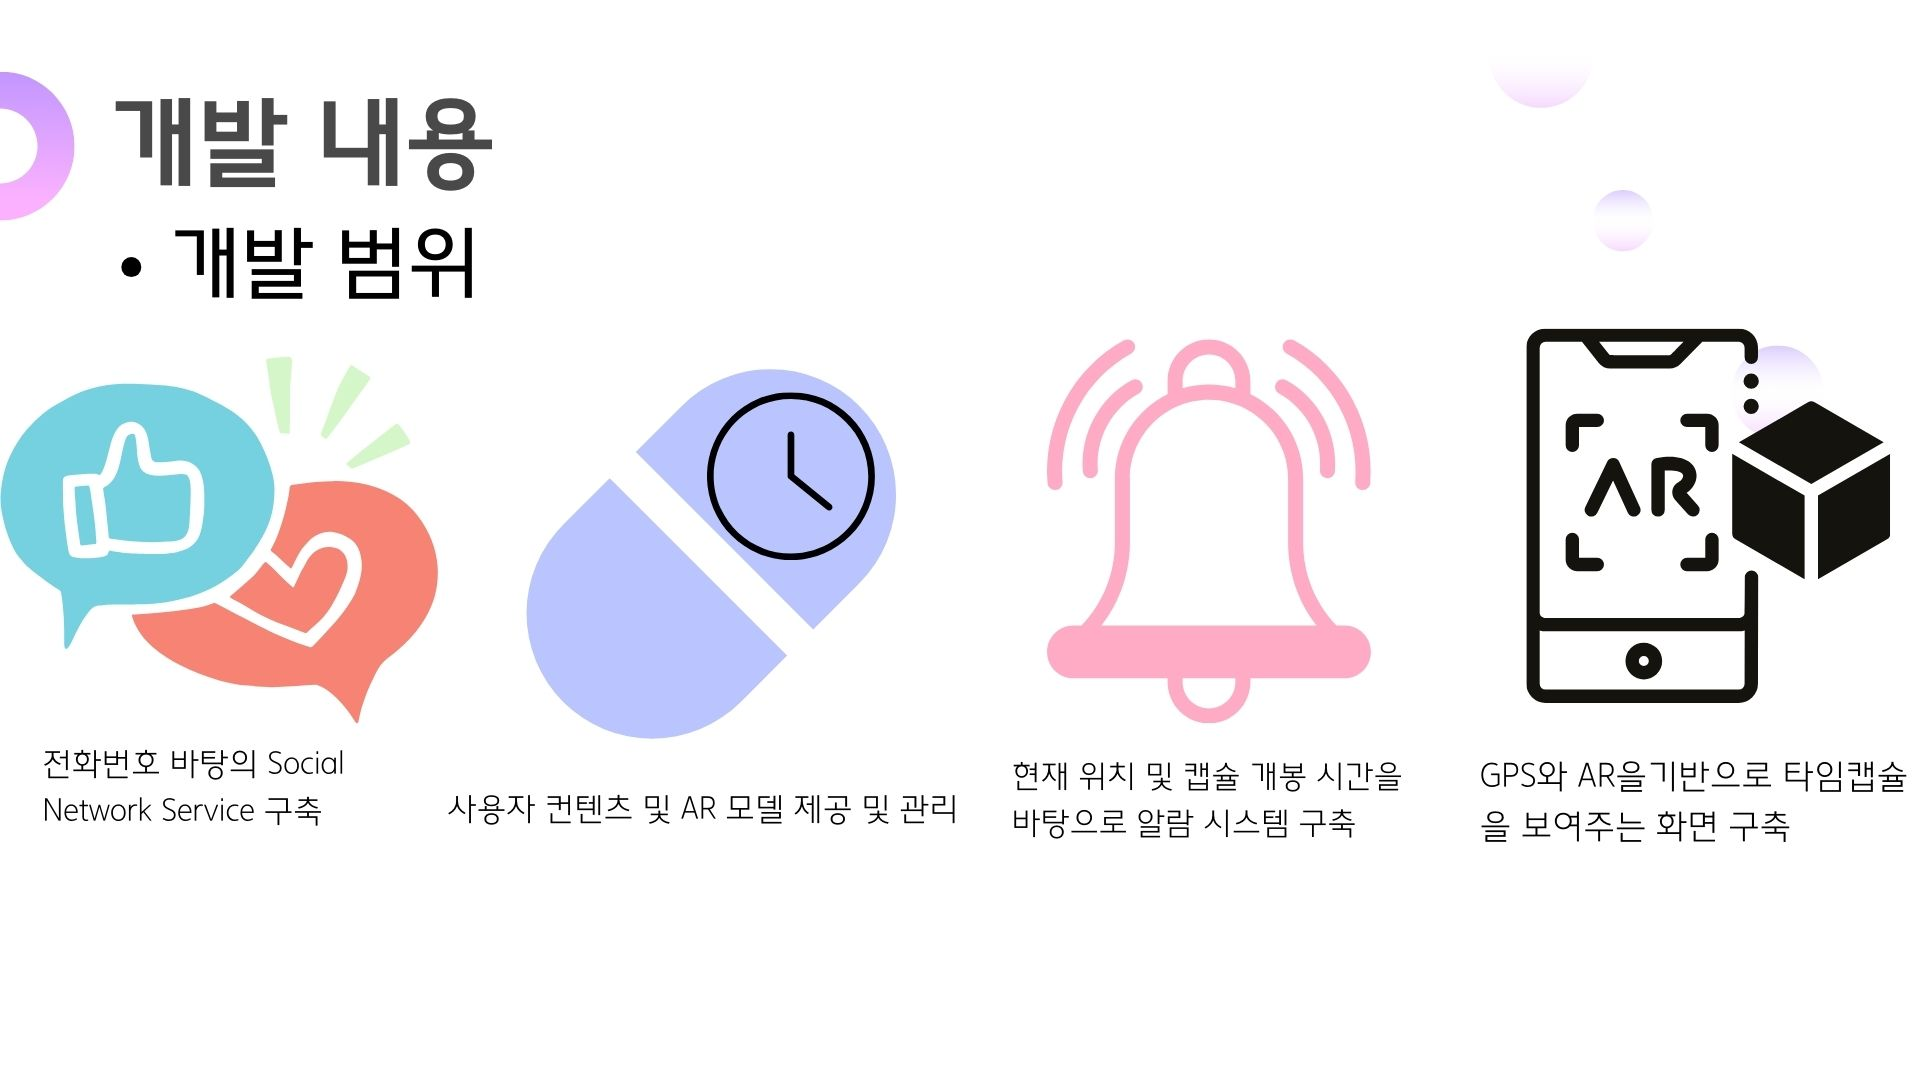 개발 내용
• 개발 범위
AR
전화번호 바탕의 Social
Network Service 구축
사용자 컨텐츠 및 AR 모델 제공 및 관리
현재 위치 및 캡슐 개봉 시간을
바탕으로 알람 시스템 구축
GPS와 AR을기반으로 타임캡슐
을 보여주는 화면 구축